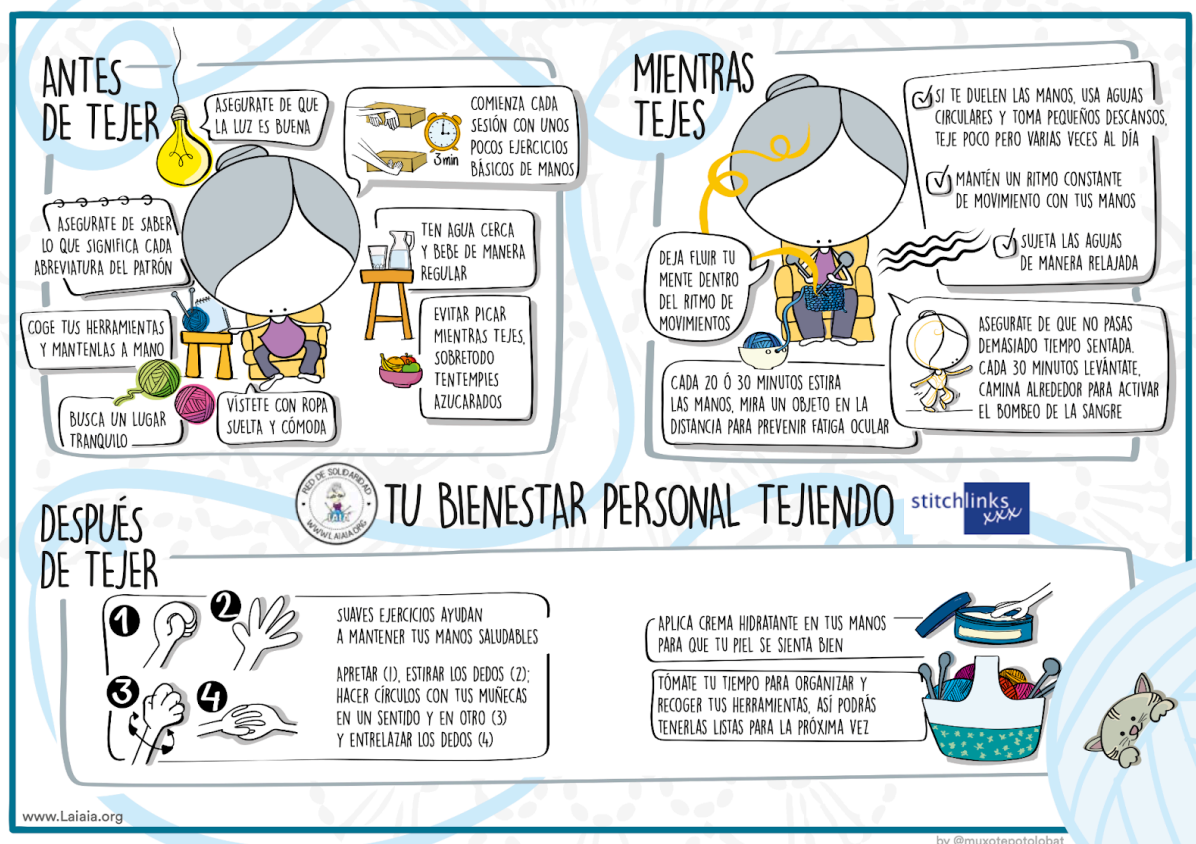 ANTES
DE TEJER
ASEGURATE DE QUE
LA LUZ ES BUENA
COMIENZA CADA
SESIÓN CON UNOS
POCOS EJERCICIOS
BÁSICOS DE MANOS
3 min
ASEGURATE DE SABER
LO QUE SIGNIFICA CADA
ABREVIATURA DEL PATRÓN
TEN AGUA CERCA
Y BEBE DE MANERA
REGULAR
COGE TUS HERRAMIENTAS
Y MANTENLAS A MANO
EVITAR PICAR
MIENTRAS TEJES,
SOBRETODO
TENTEMPIES
AZUCARADOS
BUSCA UN LUGAR
TRANQUILO
VÍSTETE CON ROPA
SUELTA Y CÓMODA
MIENTRAS
TEJES
SI TE DUELEN LAS MANOS, USA AGUJAS
CIRCULARES Y TOMA PEQUEÑOS DESCANSOS,
TEJE POCO PERO VARIAS VECES AL DÍA
MANTÉN UN RITMO CONSTANTE
DE MOVIMIENTO CON TUS MANOS
SUJETA LAS AGUJAS
DE MANERA RELAJADA
DEJA FLUIR TU
MENTE DENTRO
DEL RITMO DE
MOVIMIENTOS
ASEGURATE DE QUE NO PASAS
DEMASIADO TIEMPO SENTADA.
CADA 30 MINUTOS LEVÁNTATE,
CAMINA ALREDEDOR PARA ACTIVAR
EL BOMBEO DE LA SANGRE
CADA 20 Ó 30 MINUTOS ESTIRA
LAS MANOS, MIRA UN OBJETO EN LA
DISTANCIA PARA PREVENIR FATIGA OCULAR
RED DE SOLIDARIDAD
WWW.LAIAIA.ORG
TU BIENESTAR PERSONAL TEJIENDO
stitchlinks
xxx
DESPUÉS
DE TEJER
1
2
3
4
SUAVES EJERCICIOS AYUDAN
A MANTENER TUS MANOS SALUDABLES
APRETAR (1), ESTIRAR LOS DEDOS (2);
HACER CÍRCULOS CON TUS MUÑECAS
EN UN SENTIDO Y EN OTRO (3)
Y ENTRELAZAR LOS DEDOS (4)
APLICA CREMA HIDRATANTE EN TUS MANOS
PARA QUE TU PIEL SE SIENTA BIEN
TÓMATE TU TIEMPO PARA ORGANIZAR Y
RECOGER TUS HERRAMIENTAS, ASÍ PODRÁS
TENERLAS LISTAS PARA LA PRÓXIMA VEZ
www.Laiaia.org
by @muxotepotolobat